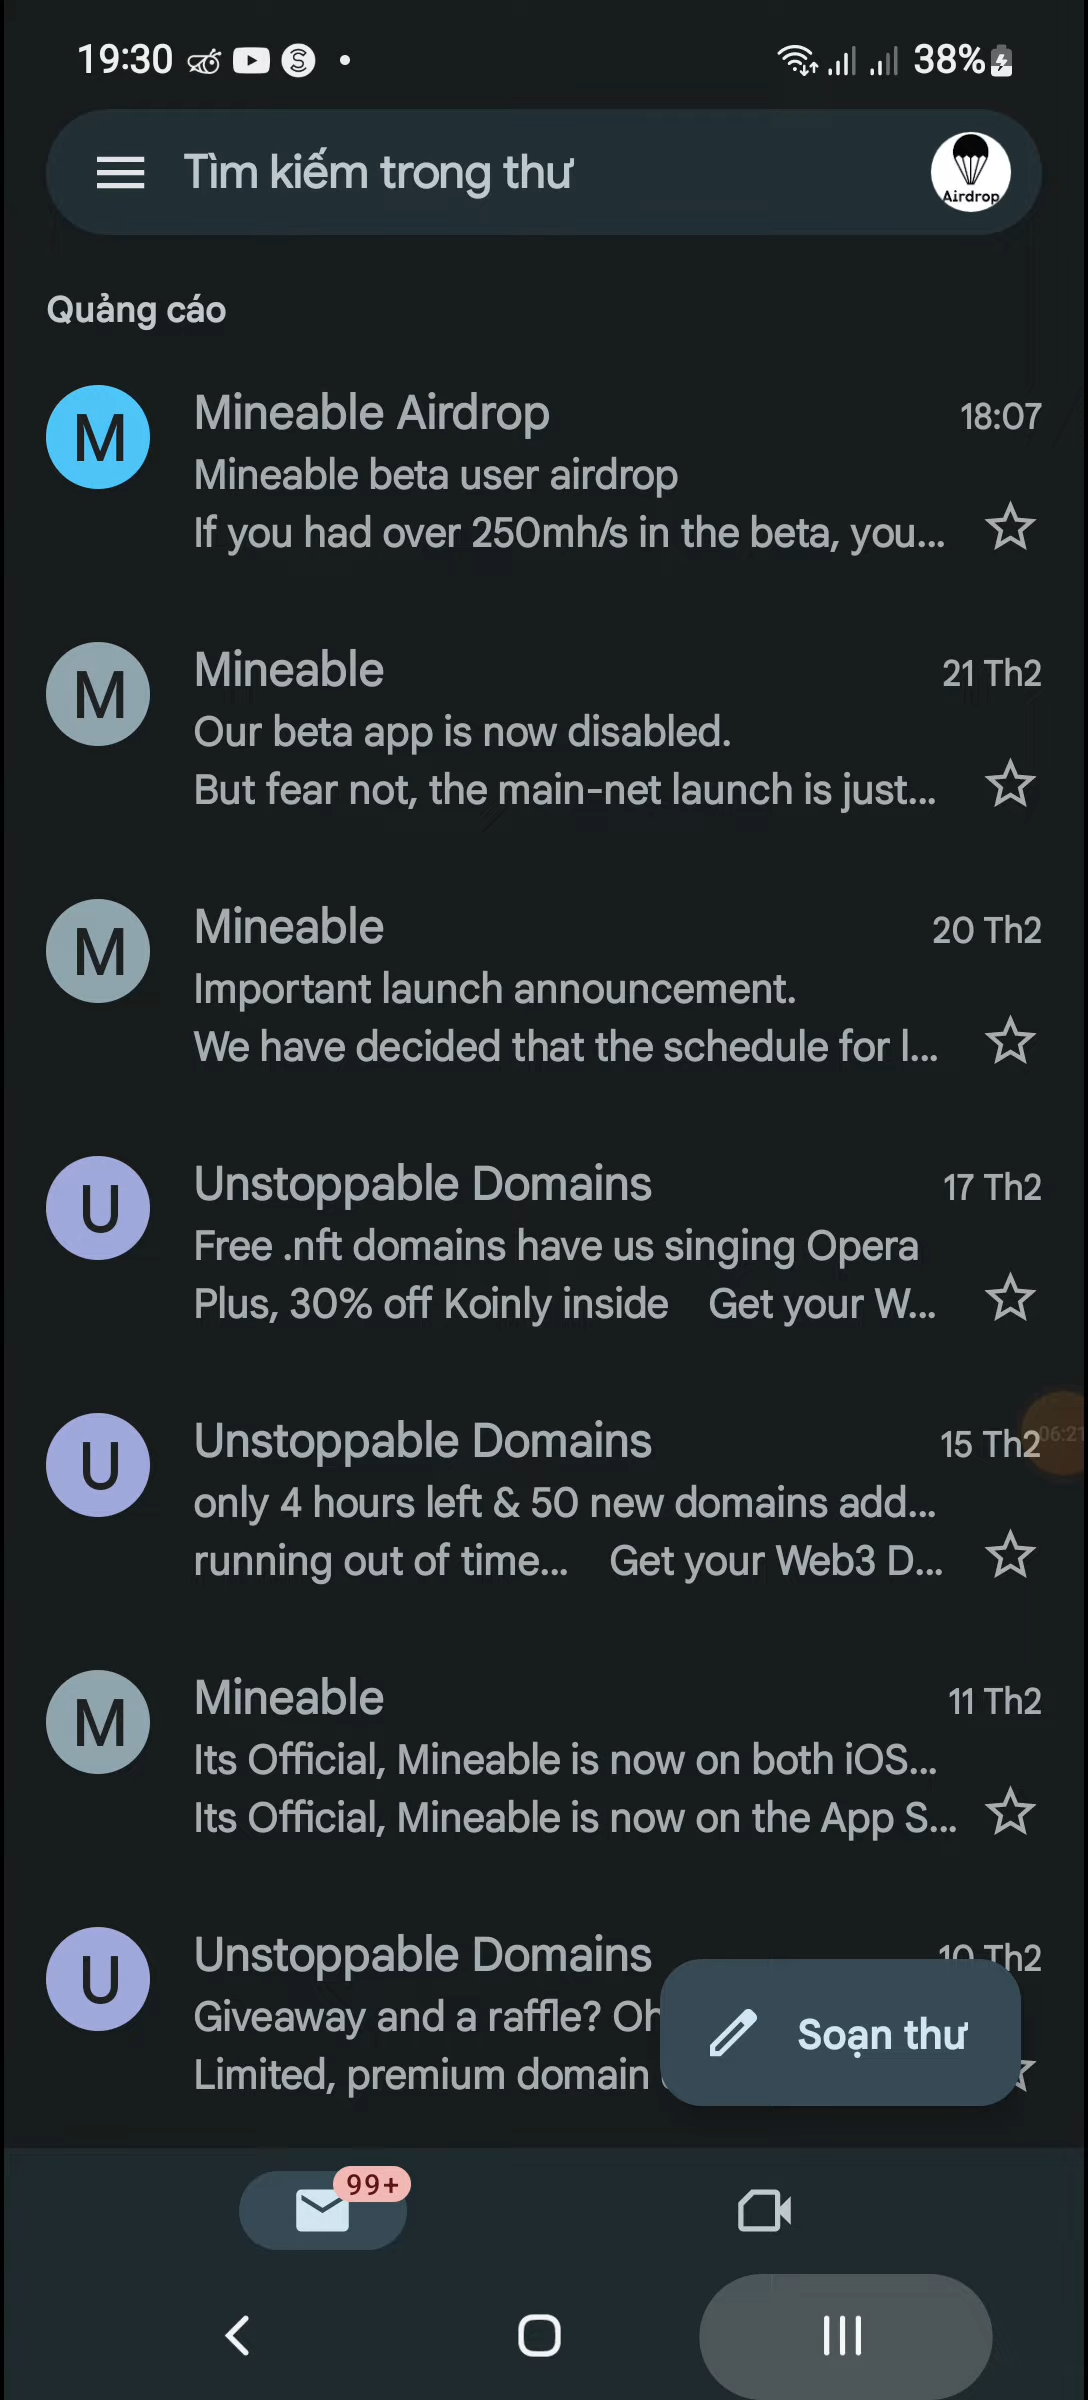 19:30
38%
Tìm kiếm trong thư
Airdrop
Quảng cáo
M
Mineable Airdrop
18:07
Mineable beta user airdrop
If you had over 250mh/s in the beta, you...
M
Mineable
21 Th2
Our beta app is now disabled.
But fear not, the main-net launch is just...
M
Mineable
20 Th2
Important launch announcement.
We have decided that the schedule for l...
U
Unstoppable Domains
17 Th2
Free .nft domains have us singing Opera
Plus, 30% off Koinly inside Get your W...
U
Unstoppable Domains
15 Th2
06:21
only 4 hours left & 50 new domains add...
running out of time... Get your Web3 D...
M
Mineable
11 Th2
Its Official, Mineable is now on both iOS...
Its Official, Mineable is now on the App S...
U
Unstoppable Domains
10 Th2
Giveaway and a raffle? Oh
Limited, premium domain
Soạn thư
99+